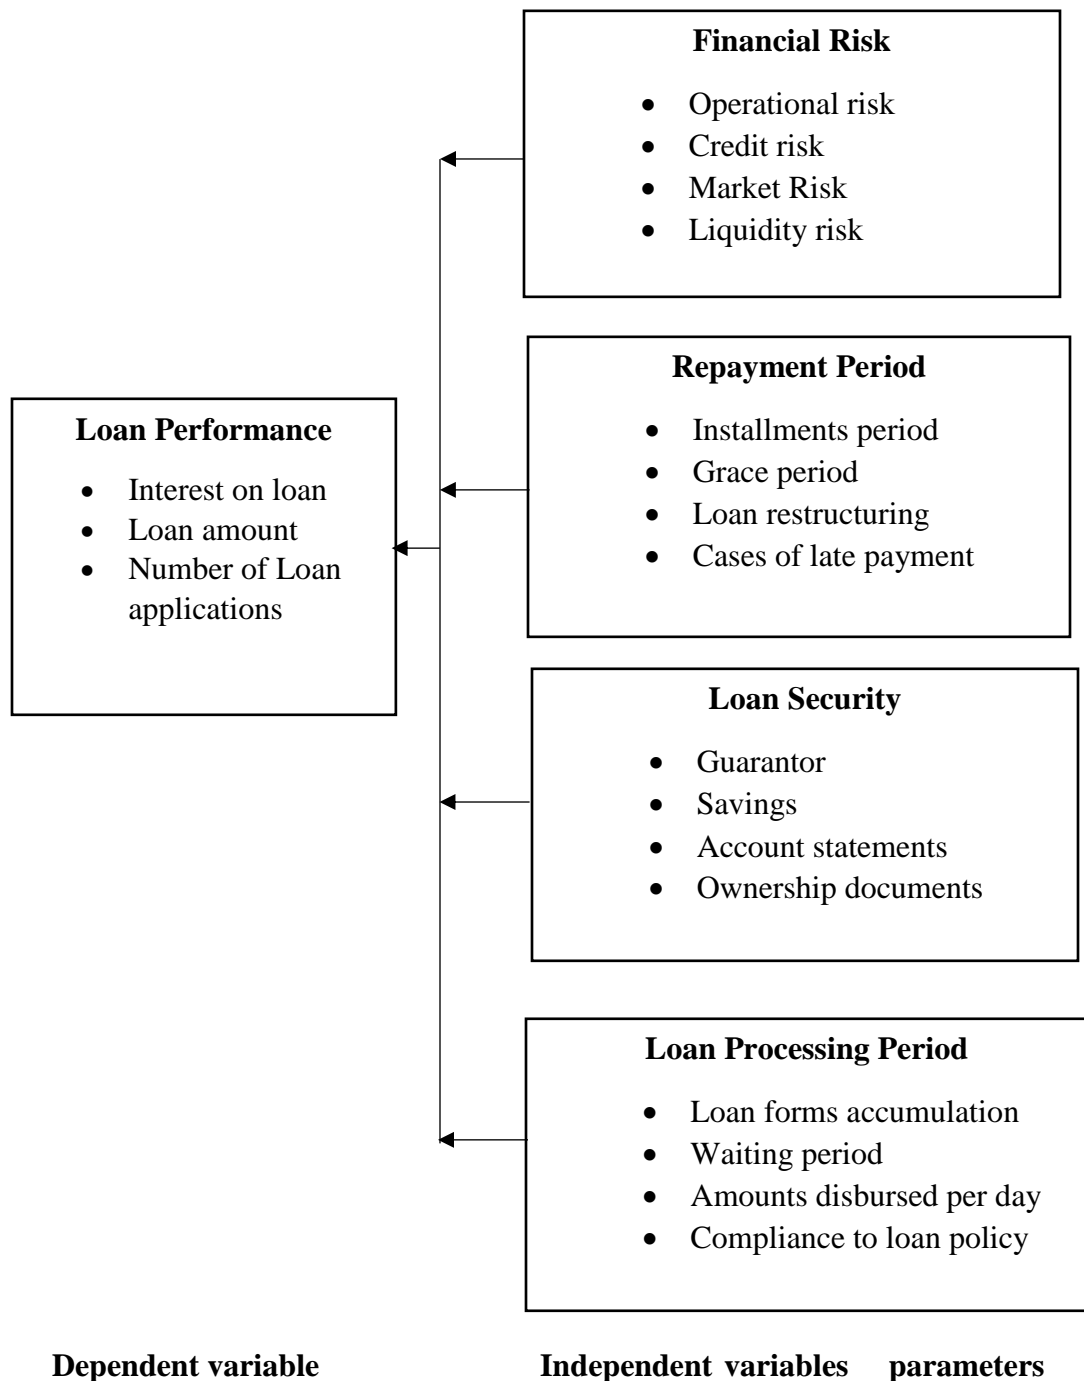 Financial Risk
• Operational risk
• Credit risk
• Market Risk
• Liquidity risk
Repayment Period
• Installments period
• Grace period
• Loan restructuring
• Cases of late payment
Loan Performance
• Interest on loan
• Loan amount
• Number of Loan
applications
Loan Security
• Guarantor
• Savings
• Account statements
• Ownership documents
Loan Processing Period
• Loan forms accumulation
• Waiting period
• Amounts disbursed per day
• Compliance to loan policy
Dependent variable
Independent variables parameters